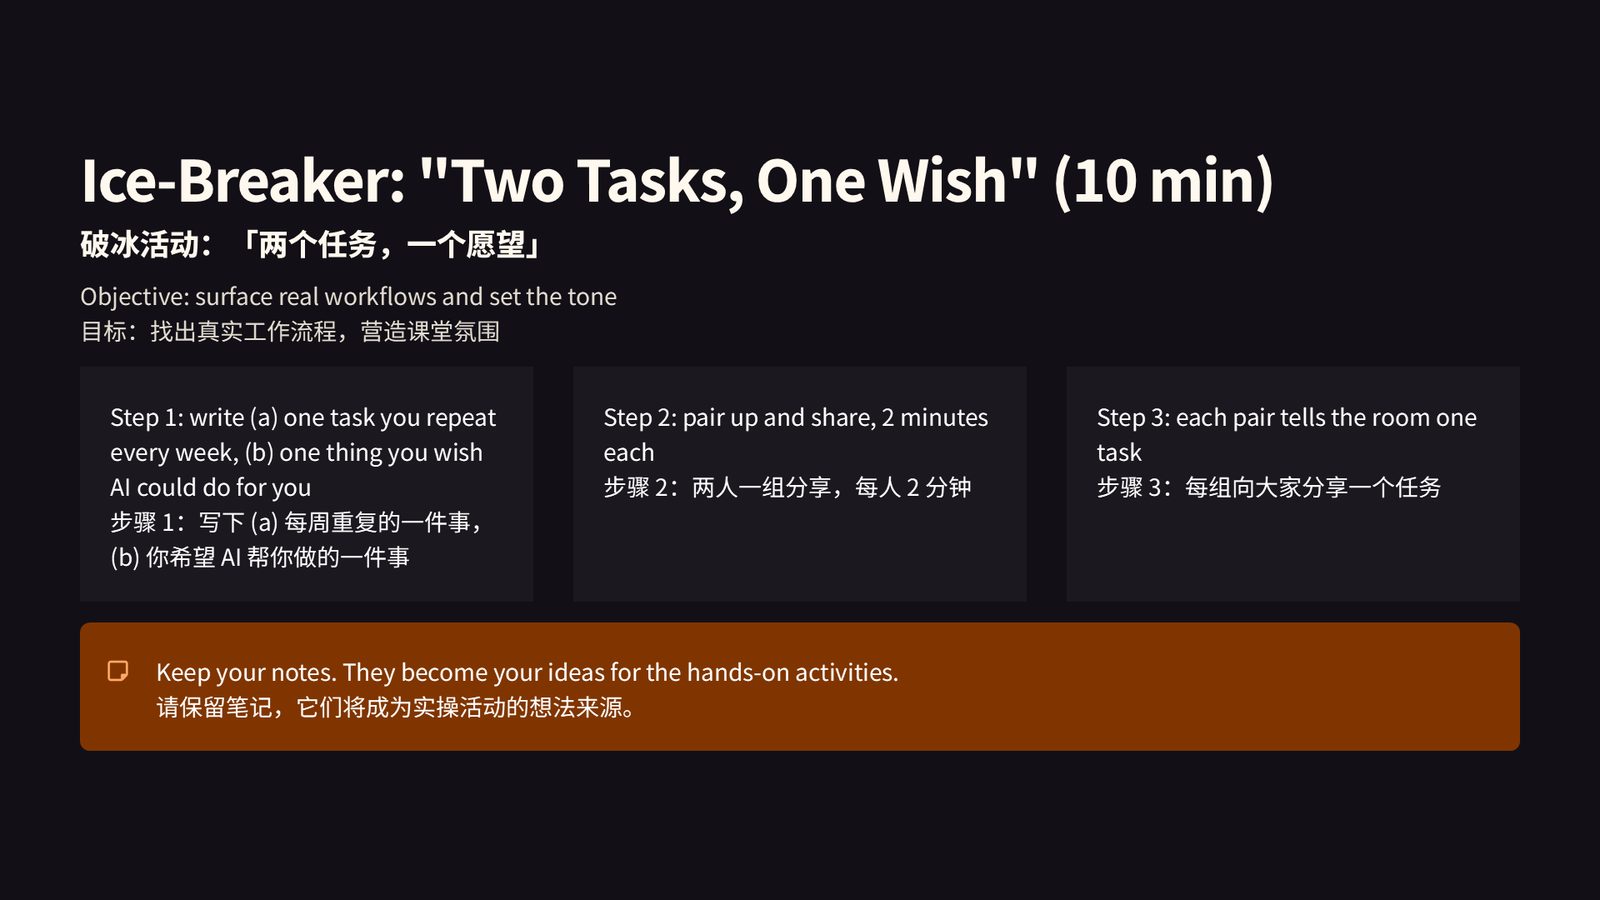 Ice-Breaker: "Two Tasks, One Wish" (10 min)
破冰活动：「两个任务，一个愿望」
Objective: surface real workflows and set the tone
目标：找出真实工作流程，营造课堂氛围
Step 1: write (a) one task you repeat
every week, (b) one thing you wish
AI could do for you
步骤 1：写下 (a) 每周重复的一件事，
(b) 你希望 AI 帮你做的一件事
Step 2: pair up and share, 2 minutes
each
步骤 2：两人一组分享，每人 2 分钟
Step 3: each pair tells the room one
task
步骤 3：每组向大家分享一个任务
Keep your notes. They become your ideas for the hands-on activities.
请保留笔记，它们将成为实操活动的想法来源。